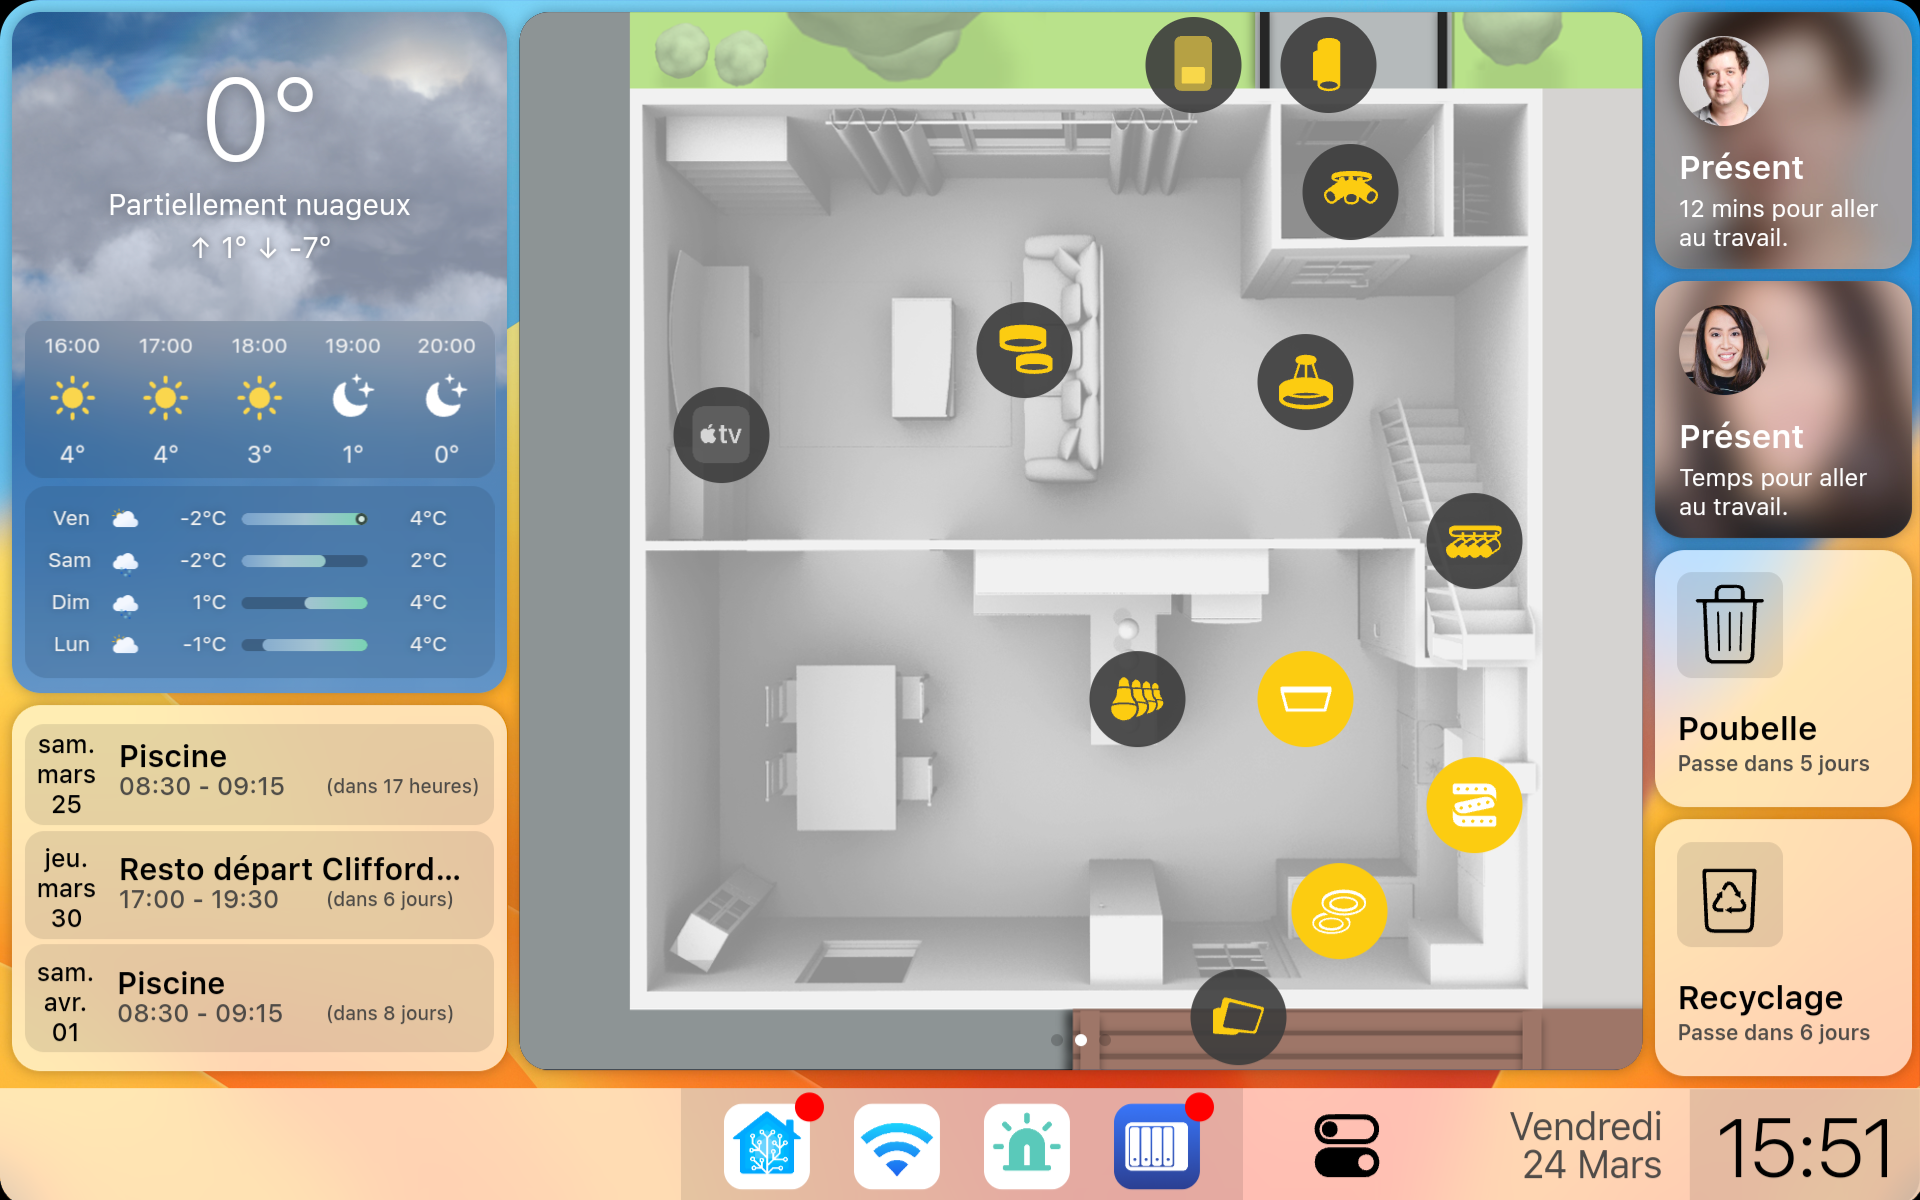 0°
Partiellement nuageux
↑ 1° ↓ -7°
16:00 17:00 18:00 19:00 20:00
4° 4° 3° 1° 0°
Ven -2°C 4°C
Sam -2°C 2°C
Dim 1°C 4°C
Lun -1°C 4°C
sam. mars 25
Piscine
08:30 - 09:15 (dans 17 heures)
jeu. mars 30
Resto départ Clifford...
17:00 - 19:30 (dans 6 jours)
sam. avr. 01
Piscine
08:30 - 09:15 (dans 8 jours)
tv
Présent
12 mins pour aller
au travail.
Présent
Temps pour aller
au travail.
Poubelle
Passe dans 5 jours
Recyclage
Passe dans 6 jours
Vendredi
24 Mars
15:51